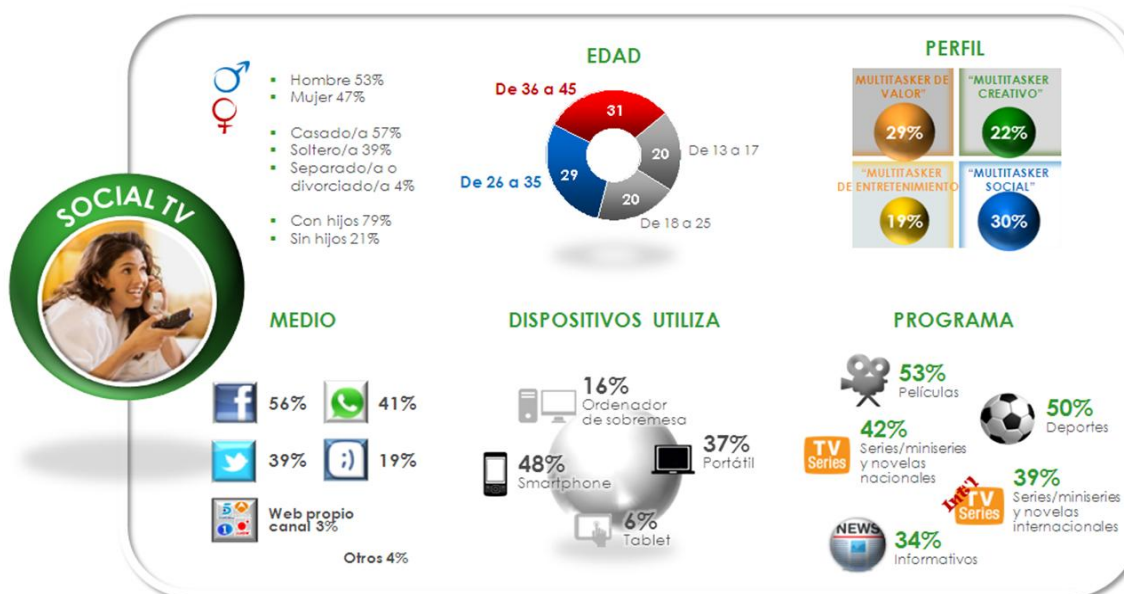 SOCIAL TV
Hombre 53%
Mujer 47%
Casado/a 57%
Soltero/a 39%
Separado/a o
divorciado/a 4%
Con hijos 79%
Sin hijos 21%
EDAD
De 36 a 45
31
20
De 13 a 17
De 26 a 35
29
20
De 18 a 25
PERFIL
MULTITASKER DE
VALOR"
29%
"MULTITASKER
CREATIVO"
22%
"MULTITASKER
DE ENTRETENIMIENTO
19%
"MULTITASKER
SOCIAL"
30%
MEDIO
f
56%
41%
39%
;)
19%
Web propio
canal 3%
Otros 4%
DISPOSITIVOS UTILIZA
16%
Ordenador
de sobremesa
37%
Portátil
48%
Smartphone
6%
Tablet
PROGRAMA
53%
Películas
50%
Deportes
TV
Series
42%
Series/miniseries
y novelas
nacionales
Int'l
TV
Series
39%
Series/miniseries
y novelas
internacionales
NEWS
34%
Informativos